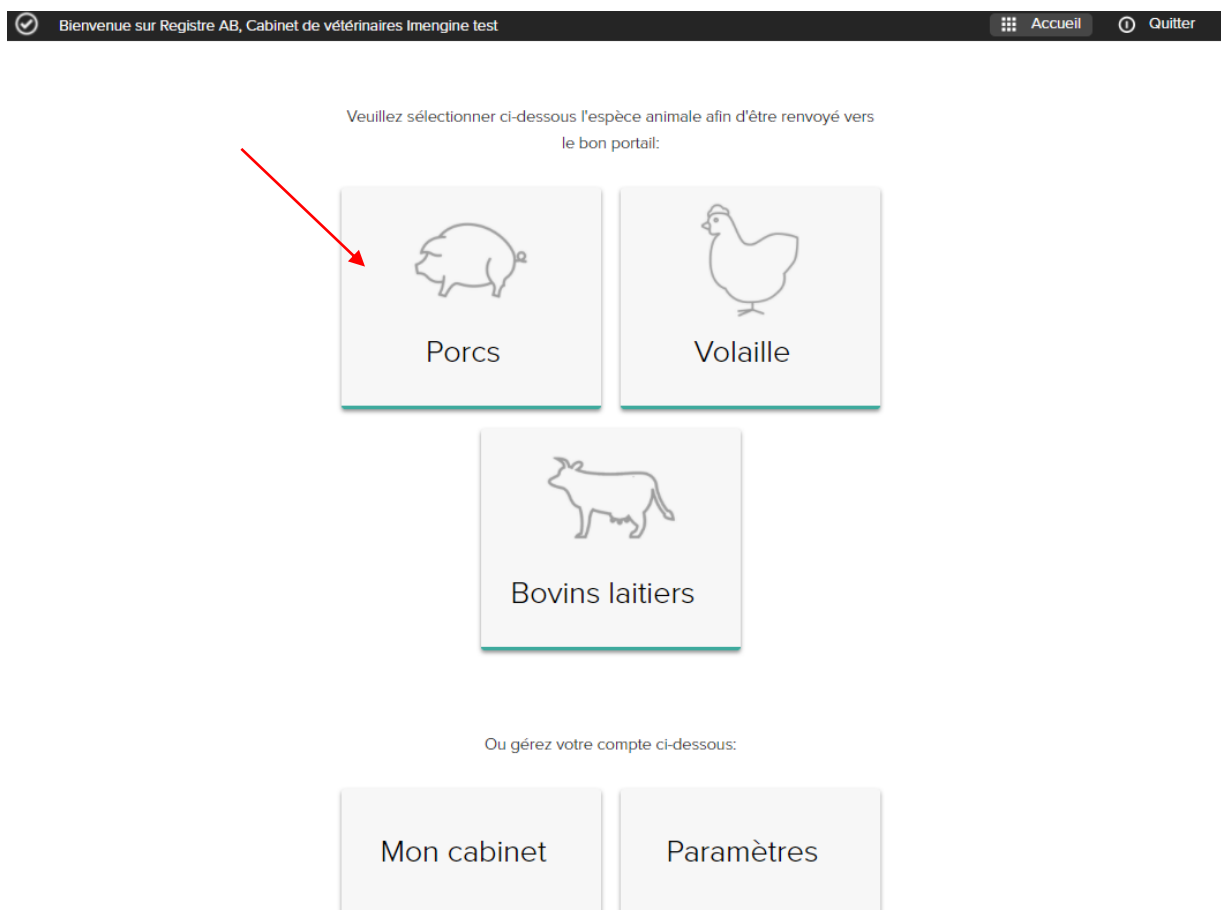 Bienvenue sur Registre AB, Cabinet de vétérinaires Imengine test
Accueil
Quitter
Veuillez sélectionner ci-dessous l'espèce animale afin d'être renvoyé vers
le bon portail:
Porcs
Volaille
Bovins laitiers
Ou gérez votre compte ci-dessous:
Mon cabinet
Paramètres